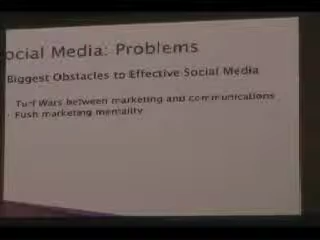 ocial Media: Problems
Biggest Obstacles to Effective Social Media
Turf Wars between marketing and communications
- Push marketing mentality